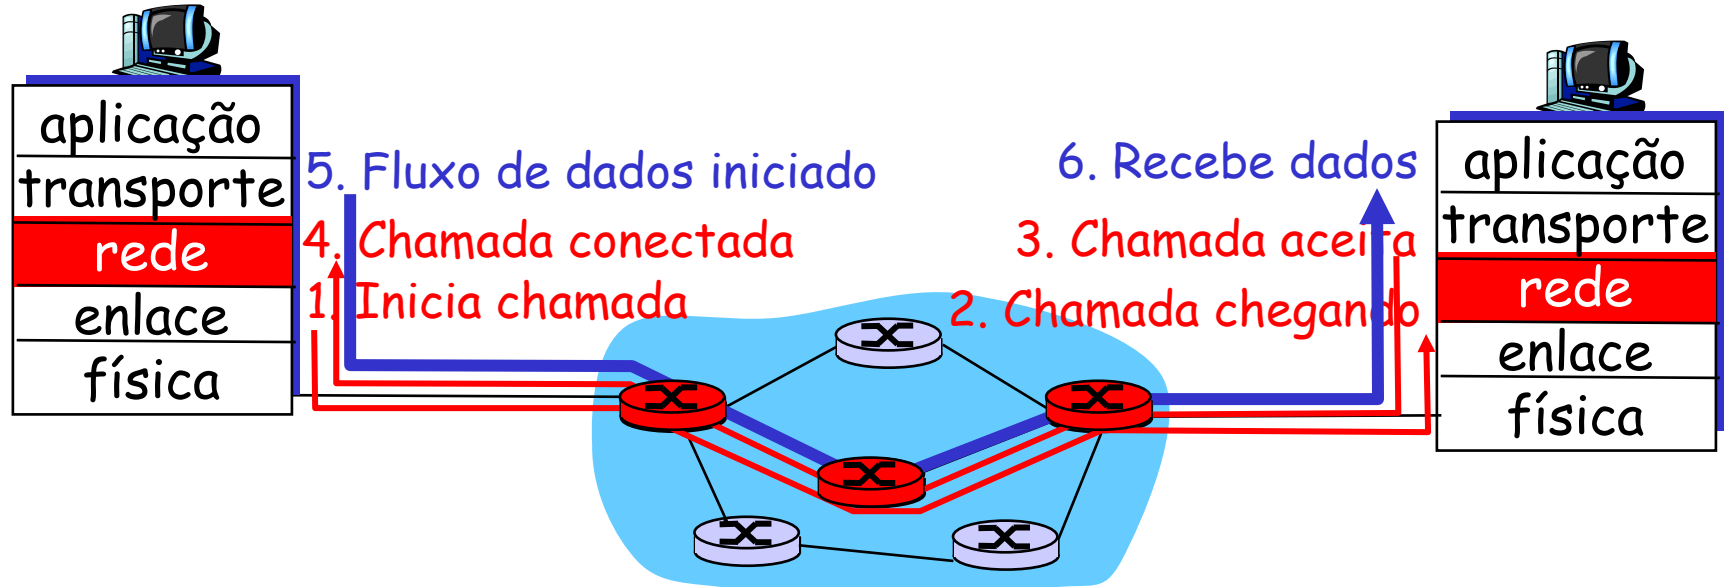 aplicação
transporte
rede
enlace
física
5. Fluxo de dados iniciado
4. Chamada conectada
1. Inicia chamada
6. Recebe dados
3. Chamada aceita
2. Chamada chegando
aplicação
transporte
rede
enlace
física